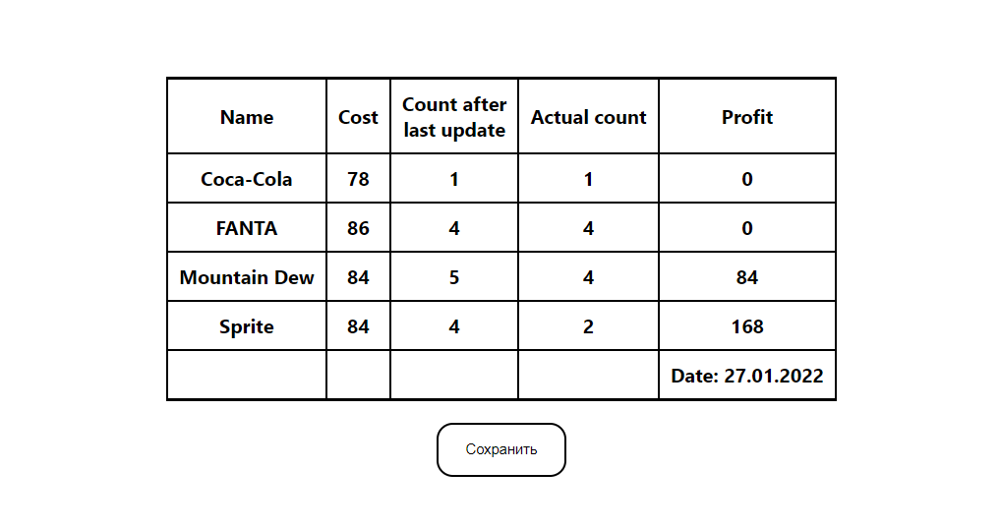 Name Cost Count after last update Actual count Profit
Coca-Cola 78 1 1 0
FANTA 86 4 4 0
Mountain Dew 84 5 4 84
Sprite 84 4 2 168
Date: 27.01.2022
Сохранить